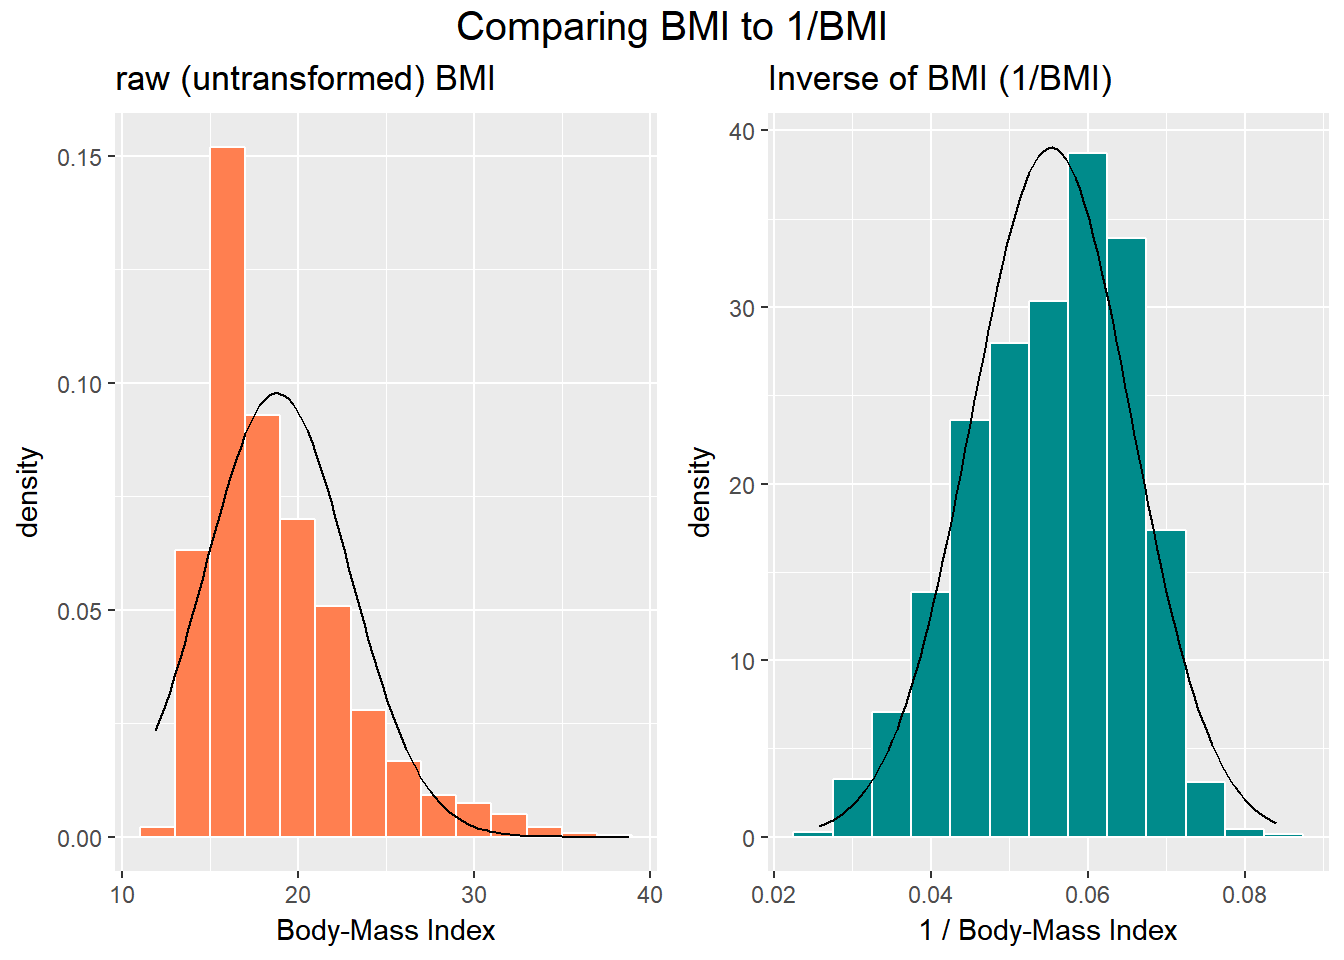 Comparing BMI to 1/BMI
raw (untransformed) BMI
0.15
0.10
0.05
0.00
density
10 20 30 40
Body-Mass Index
Inverse of BMI (1/BMI)
40
30
20
10
0
density
0.02 0.04 0.06 0.08
1 / Body-Mass Index